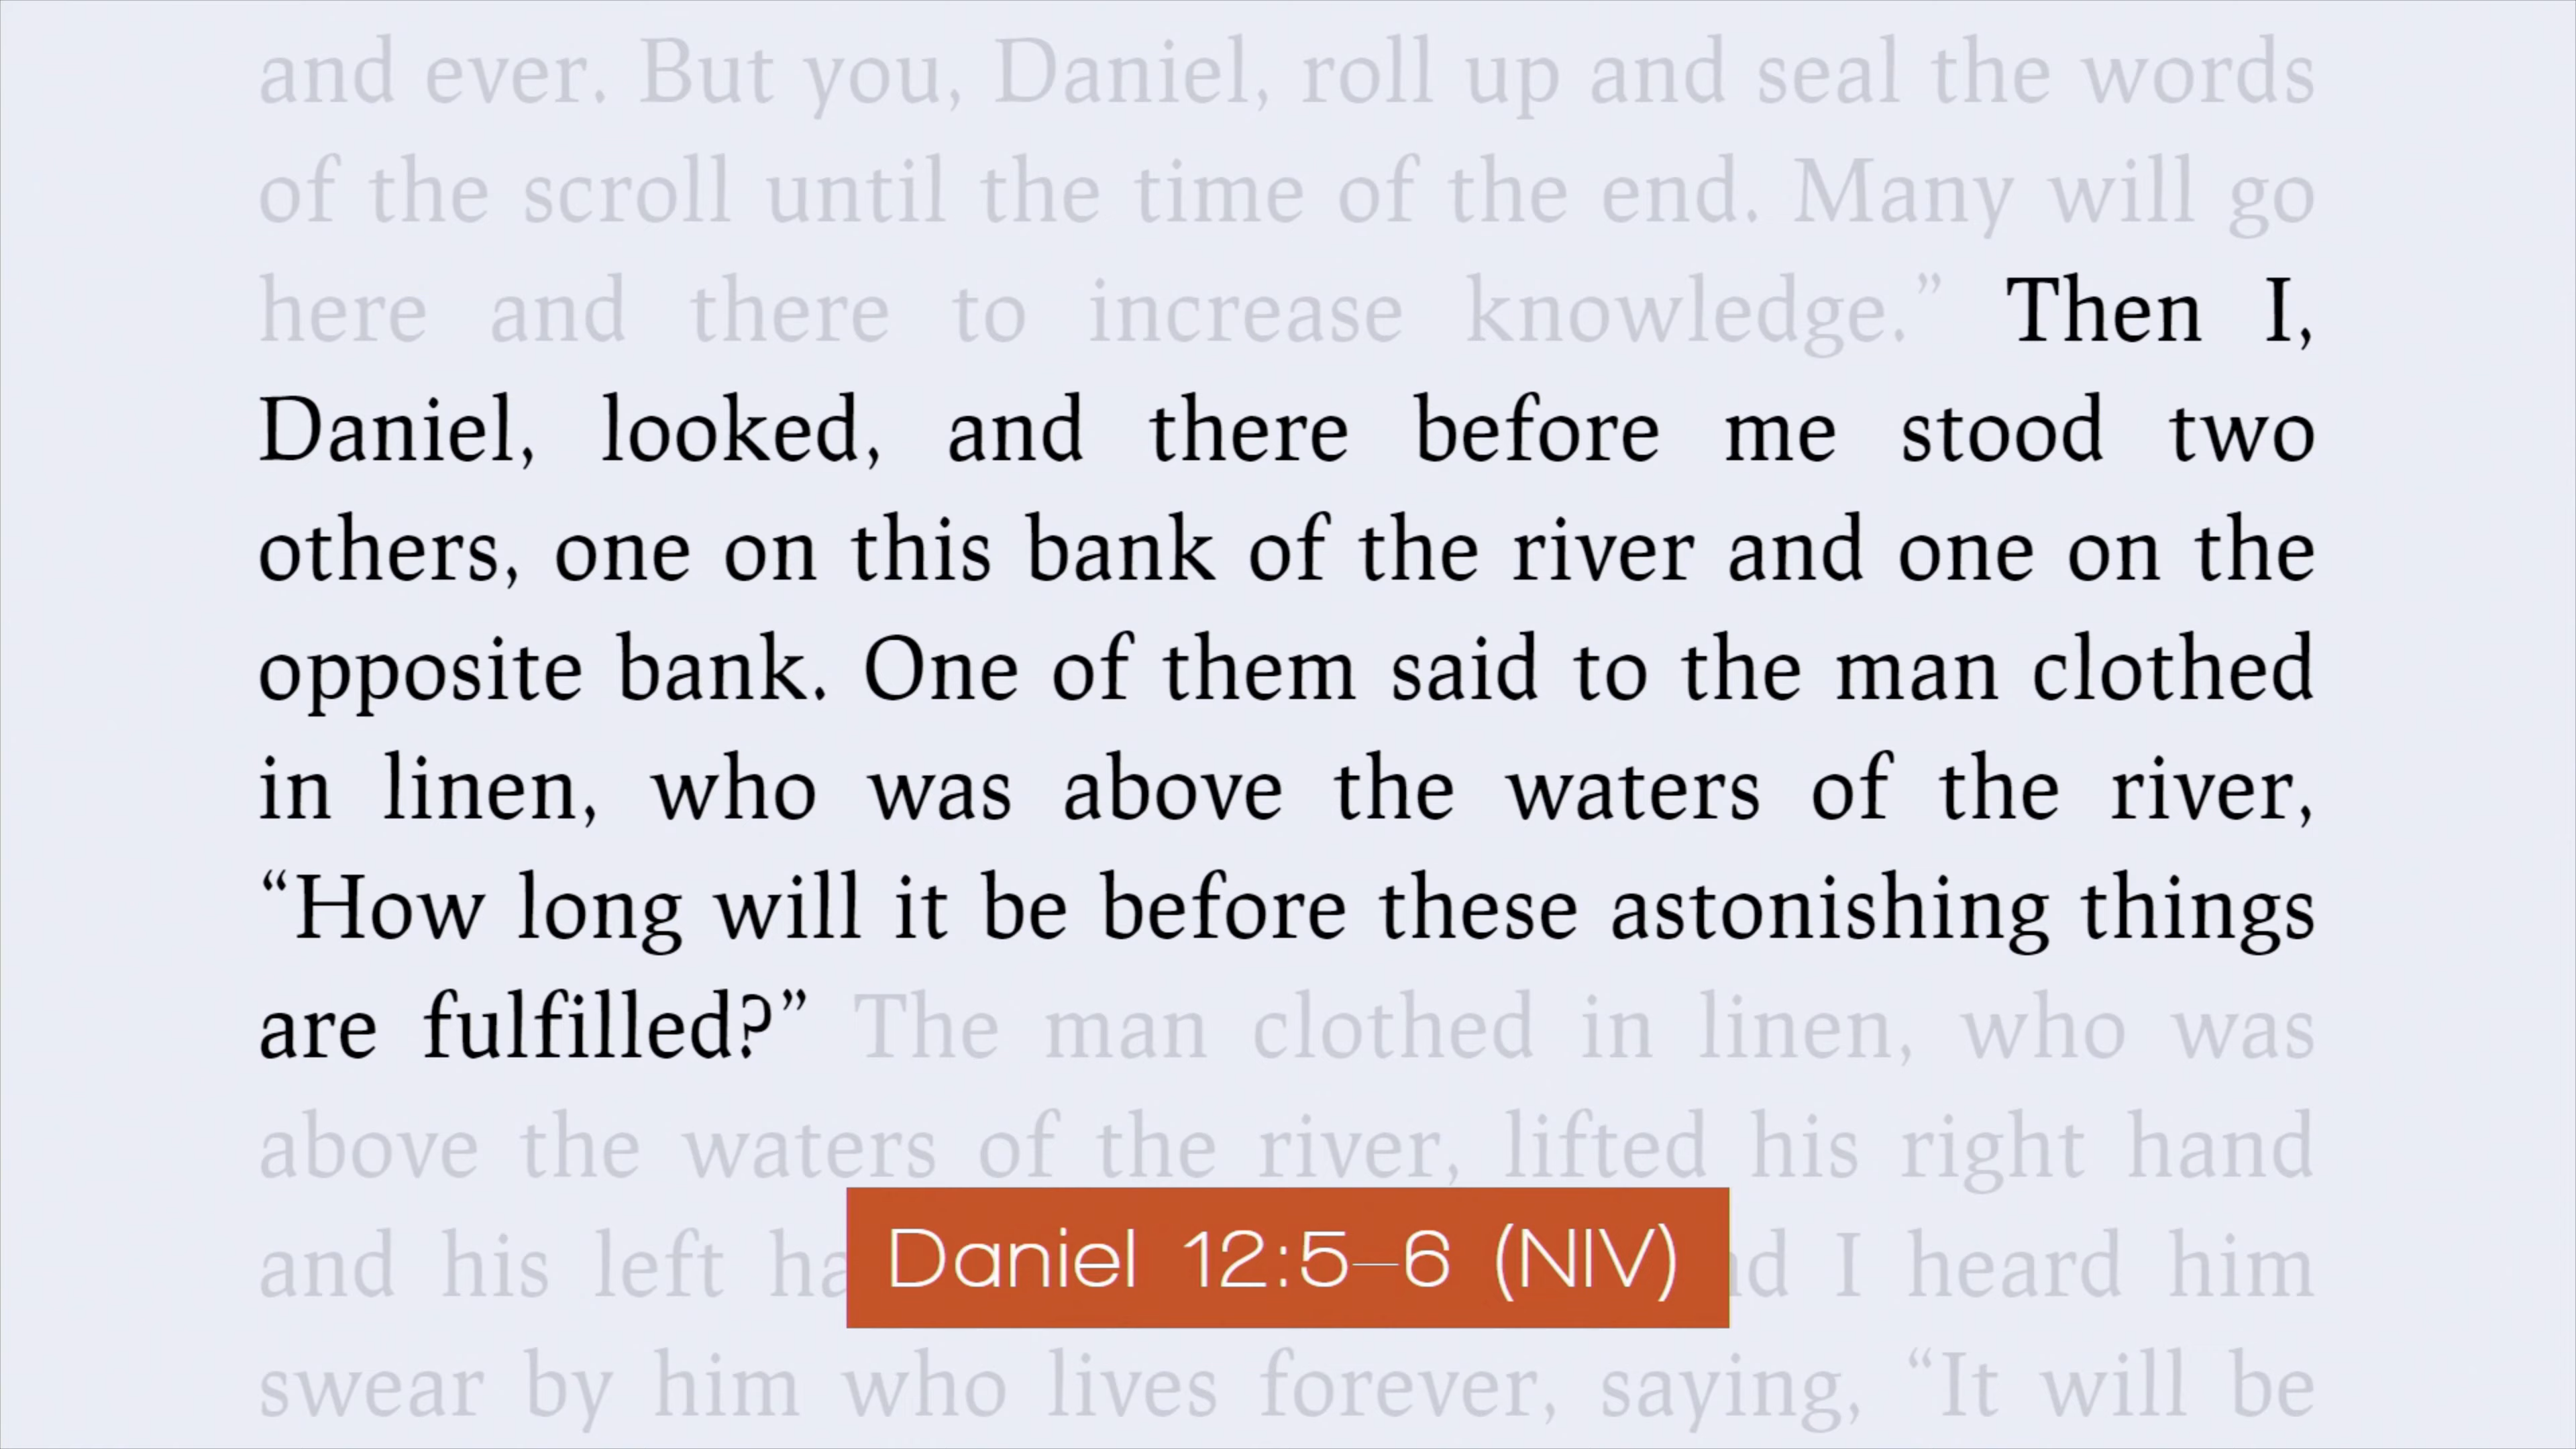 and ever. But you, Daniel, roll up and seal the words
of the scroll until the time of the end. Many will go
here and there to increase knowledge.” Then I,
Daniel, looked, and there before me stood two
others, one on this bank of the river and one on the
opposite bank. One of them said to the man clothed
in linen, who was above the waters of the river,
“How long will it be before these astonishing things
are fulfilled?” The man clothed in linen, who was
above the waters of the river, lifted his right hand
and his left I heard him
Daniel 12:5–6 (NIV)
swear by him who lives forever, saying, “It will be